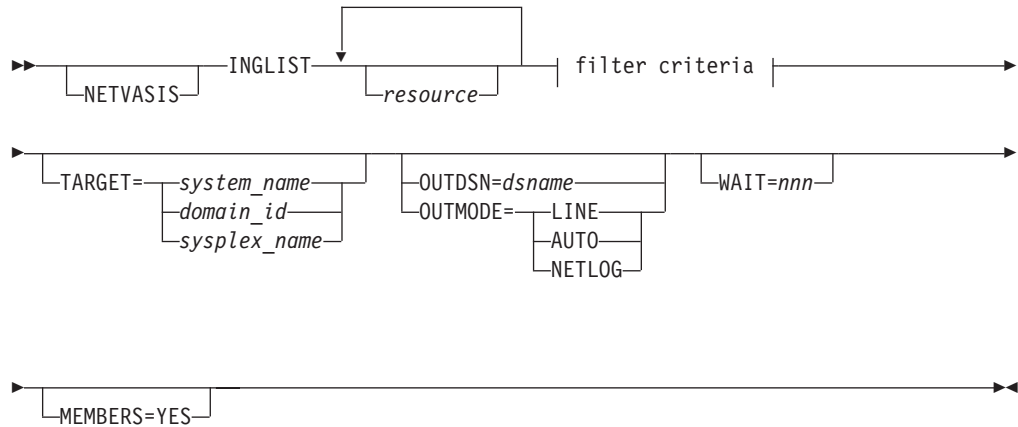 INGLIST
filter criteria
NETVASIS
resource
TARGET= system_name
domain_id
sysplex_name
OUTDSN=dsname
OUTMODE= LINE
AUTO
NETLOG
WAIT=nnn
MEMBERS=YES